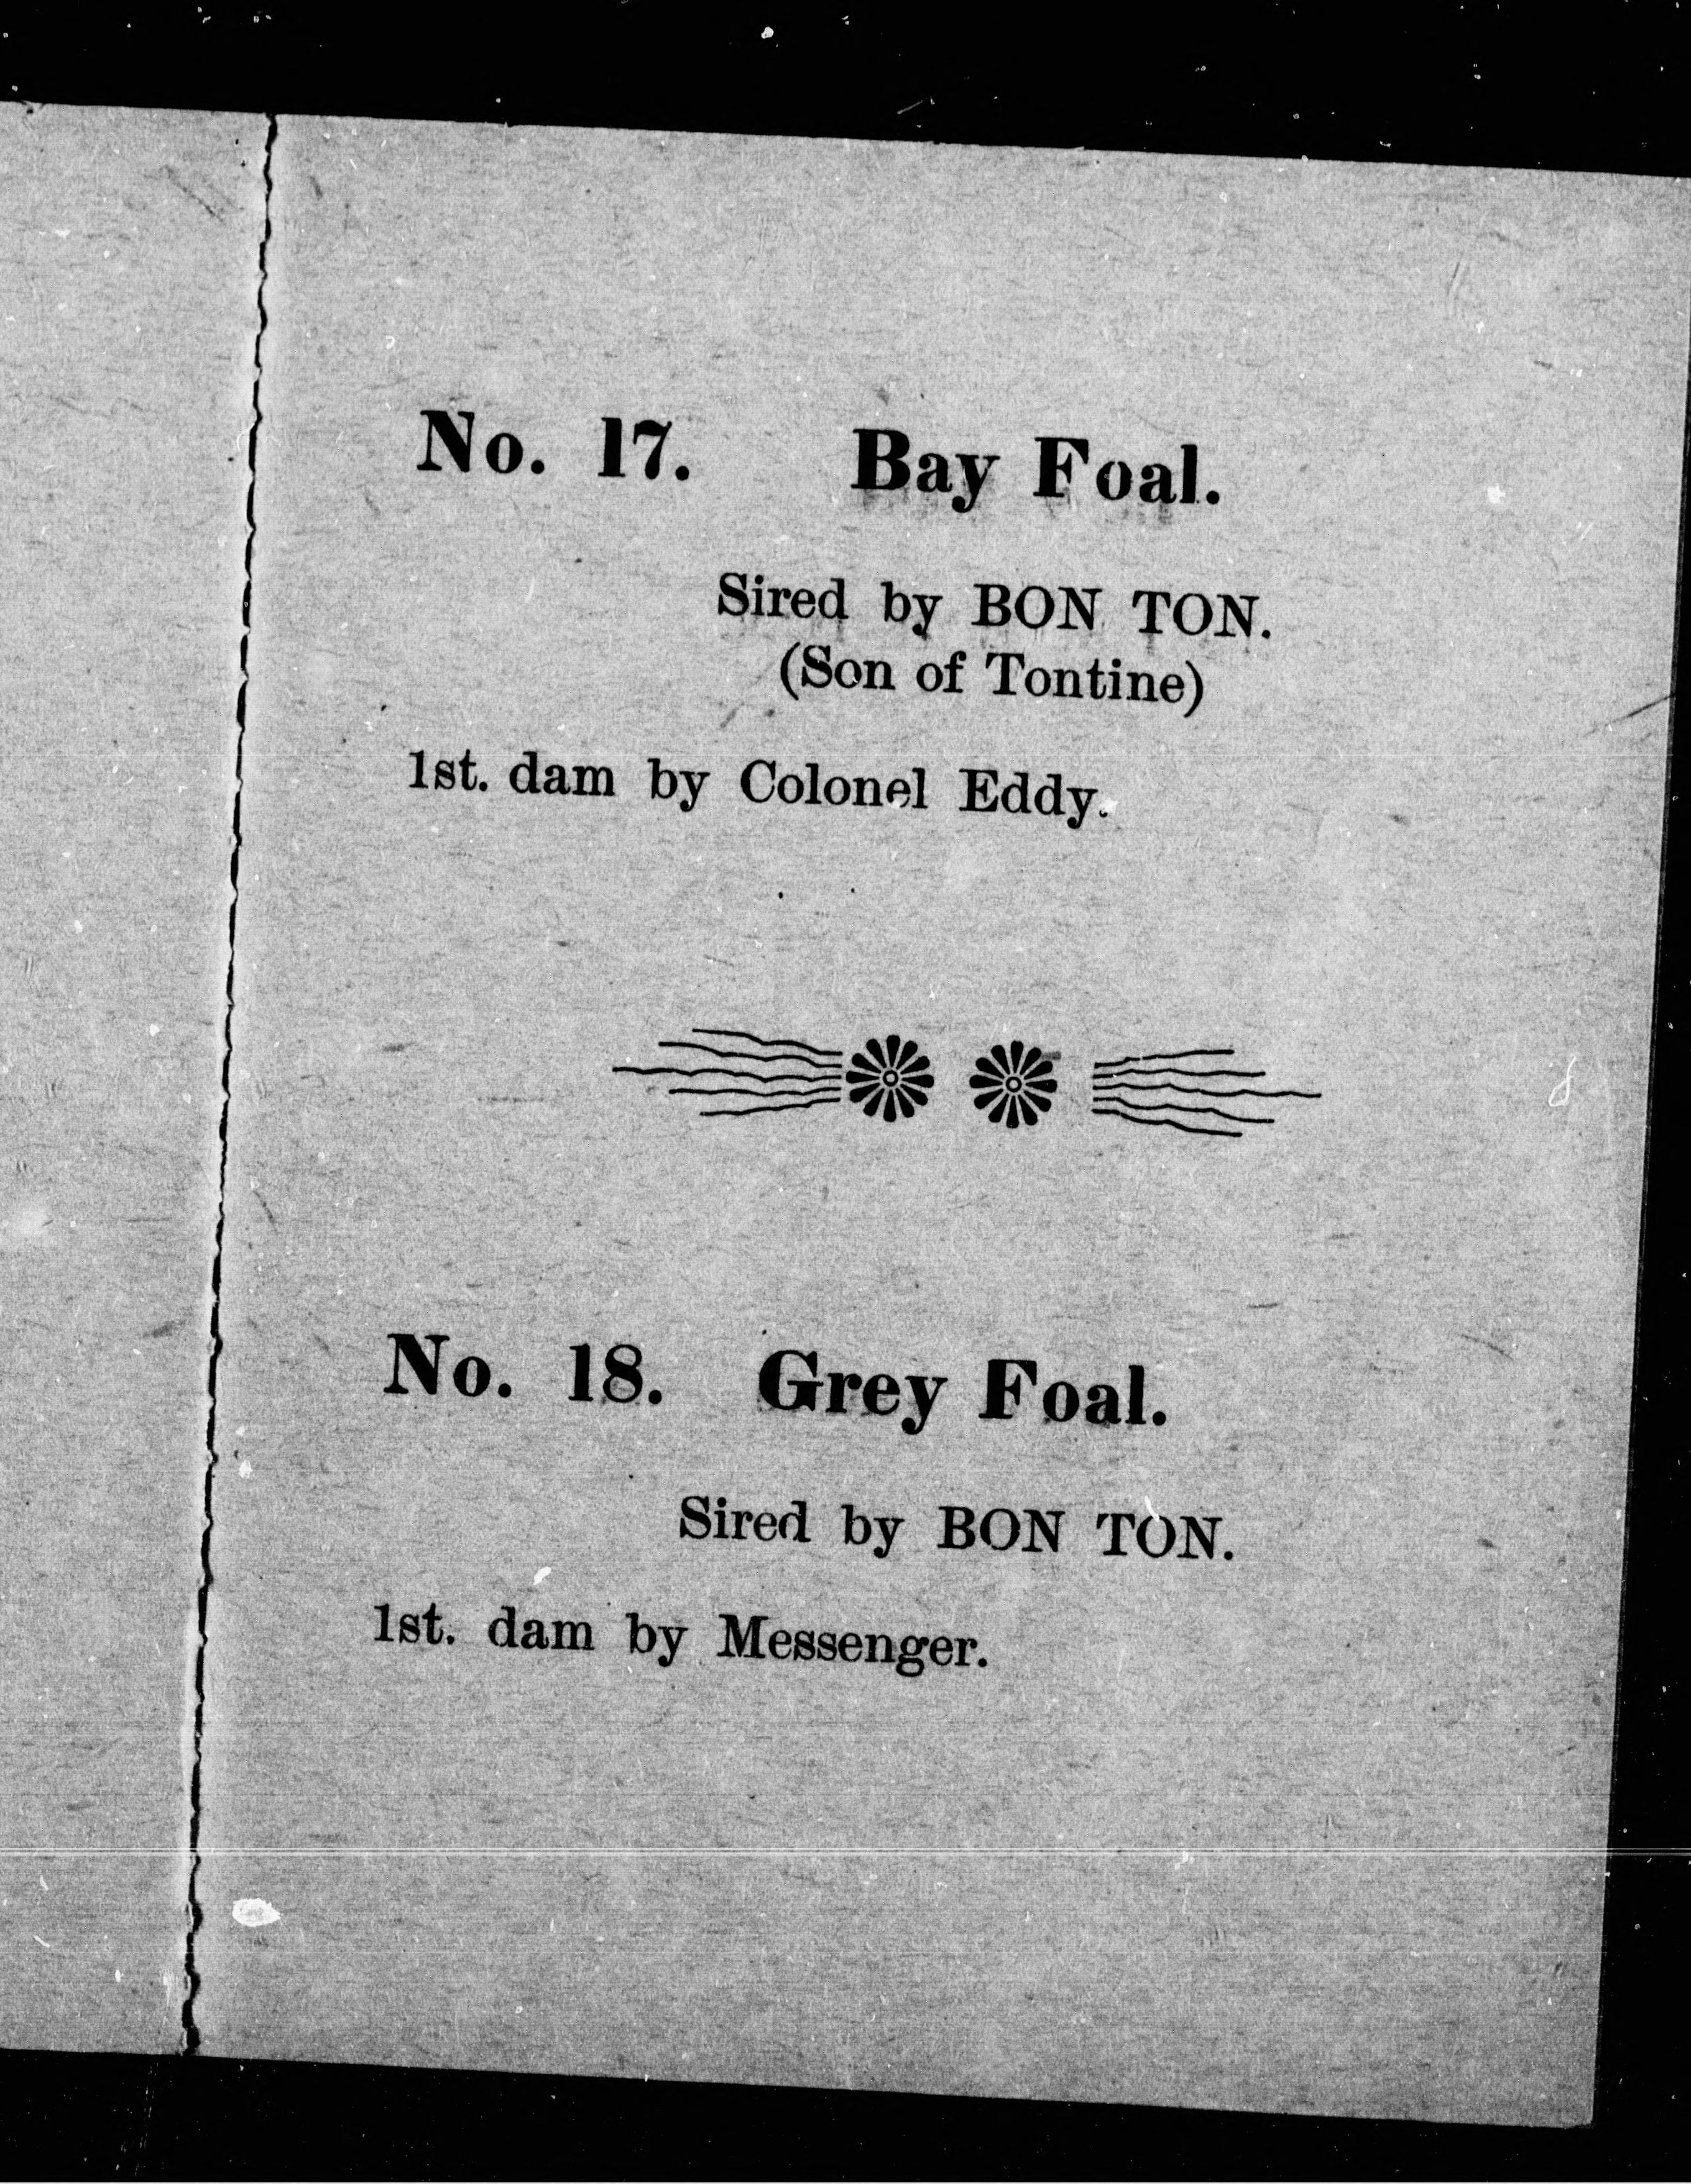 No. 17. Bay Foal.
Sired by BON TON.
(Son of Tontine)
1st. dam by Colonel Eddy.
No. 18. Grey Foal.
Sired by BON TON.
1st. dam by Messenger.